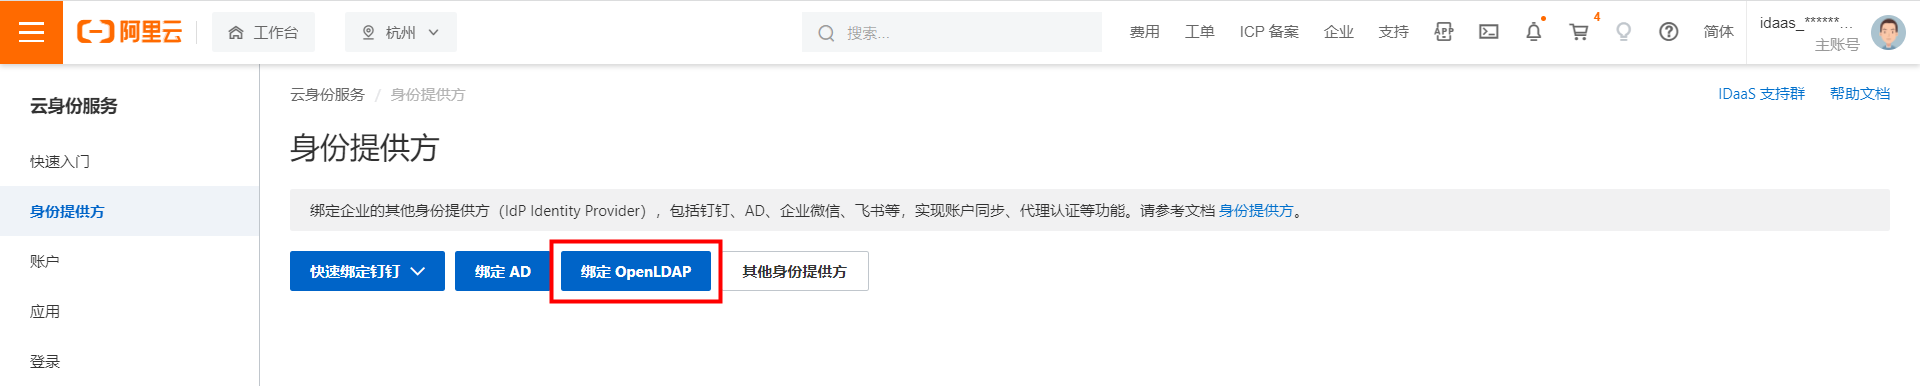 阿里云
工作台
杭州
搜索...
费用
工单
ICP 备案
企业
支持
APP
4
简体
idaas_******...
主账号
云身份服务
快速入门
身份提供方
账户
应用
登录
云身份服务 / 身份提供方
IDaaS 支持群
帮助文档
身份提供方
绑定企业的其他身份提供方（IdP Identity Provider），包括钉钉、AD、企业微信、飞书等，实现账户同步、代理认证等功能。请参考文档 身份提供方。
快速绑定钉钉
绑定 AD
绑定 OpenLDAP
其他身份提供方